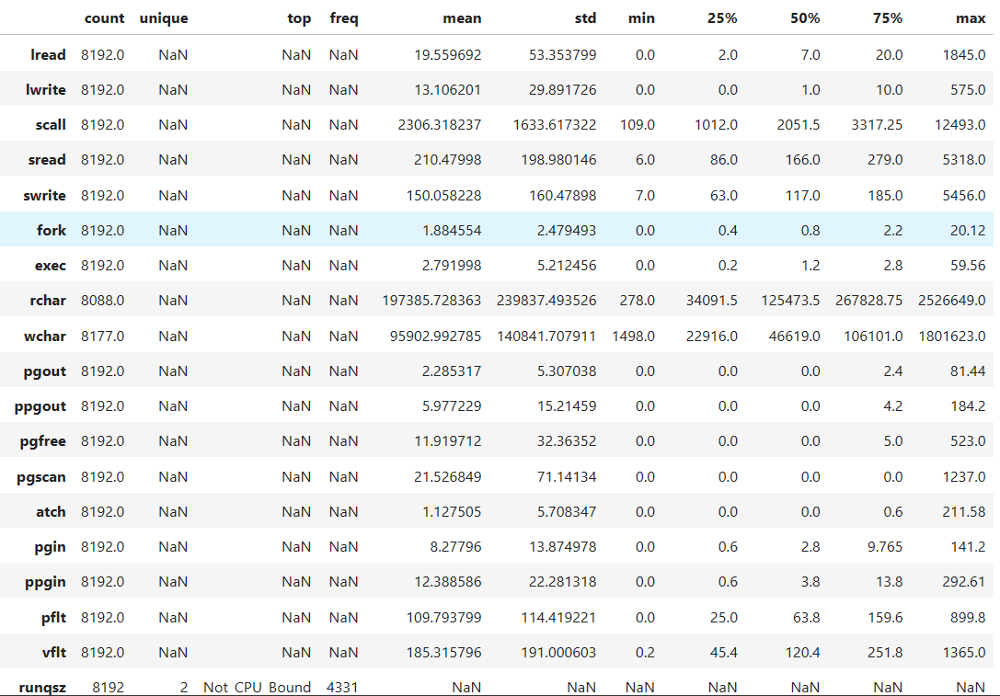 count unique top freq mean std min 25% 50% 75% max
lread 8192.0 NaN NaN NaN 19.559692 53.353799 0.0 2.0 7.0 20.0 1845.0
lwrite 8192.0 NaN NaN NaN 13.106201 29.891726 0.0 0.0 1.0 10.0 575.0
scall 8192.0 NaN NaN NaN 2306.318237 1633.617322 109.0 1012.0 2051.5 3317.25 12493.0
sread 8192.0 NaN NaN NaN 210.47998 198.980146 6.0 86.0 166.0 279.0 5318.0
swrite 8192.0 NaN NaN NaN 150.058228 160.47898 7.0 63.0 117.0 185.0 5456.0
fork 8192.0 NaN NaN NaN 1.884554 2.479493 0.0 0.4 0.8 2.2 20.12
exec 8192.0 NaN NaN NaN 2.791998 5.212456 0.0 0.2 1.2 2.8 59.56
rchar 8088.0 NaN NaN NaN 197385.728363 239837.493526 278.0 34091.5 125473.5 267828.75 2526649.0
wchar 8177.0 NaN NaN NaN 95902.992785 140841.707911 1498.0 22916.0 46619.0 106101.0 1801623.0
pgout 8192.0 NaN NaN NaN 2.285317 5.307038 0.0 0.0 0.0 2.4 81.44
ppgout 8192.0 NaN NaN NaN 5.977229 15.21459 0.0 0.0 0.0 4.2 184.2
pgfree 8192.0 NaN NaN NaN 11.919712 32.36352 0.0 0.0 0.0 5.0 523.0
pgscan 8192.0 NaN NaN NaN 21.526849 71.14134 0.0 0.0 0.0 0.0 1237.0
atch 8192.0 NaN NaN NaN 1.127505 5.708347 0.0 0.0 0.0 0.6 211.58
pgin 8192.0 NaN NaN NaN 8.27796 13.874978 0.0 0.6 2.8 9.765 141.2
ppgin 8192.0 NaN NaN NaN 12.388586 22.281318 0.0 0.6 3.8 13.8 292.61
pflt 8192.0 NaN NaN NaN 109.793799 114.419221 0.0 25.0 63.8 159.6 899.8
vflt 8192.0 NaN NaN NaN 185.315796 191.000603 0.2 45.4 120.4 251.8 1365.0
runqsz 8192 2 Not_CPU_Bound 4331 NaN NaN NaN NaN NaN NaN NaN